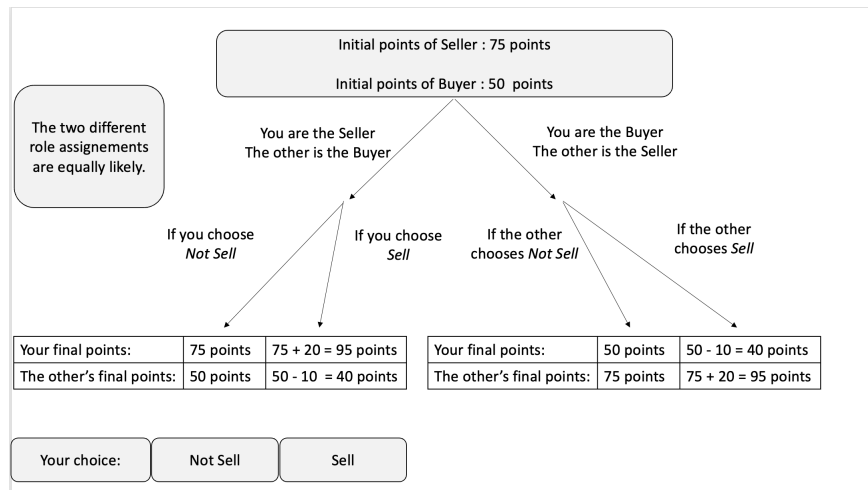 Initial points of Seller : 75 points
Initial points of Buyer : 50 points
The two different
role assignements
are equally likely.
You are the Seller
The other is the Buyer
You are the Buyer
The other is the Seller
If you choose
Not Sell
If you choose
Sell
If the other
chooses Not Sell
If the other
chooses Sell
Your final points: 75 points 75 + 20 = 95 points
The other’s final points: 50 points 50 - 10 = 40 points
Your final points: 50 points 50 - 10 = 40 points
The other’s final points: 75 points 75 + 20 = 95 points
Your choice: Not Sell Sell